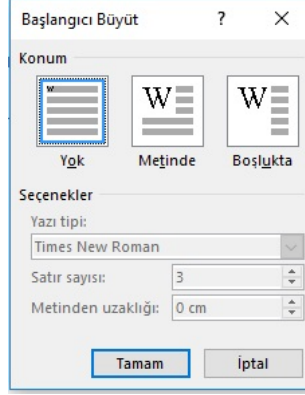 Başlangıcı Büyüt ? ×
Konum
W W W
Yok Metinde Boşlukta
Seçenekler
Yazı tipi:
Times New Roman
Satır sayısı: 3
Metinden uzaklığı: 0 cm
Tamam İptal